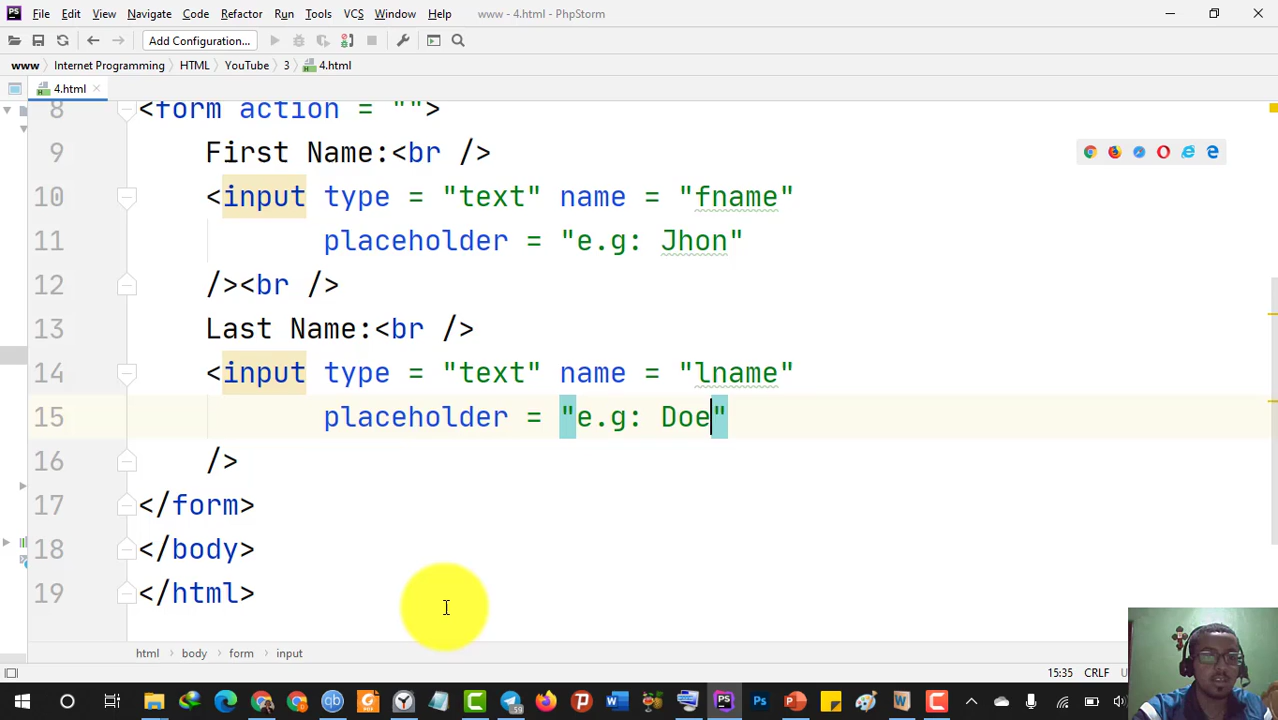 File Edit View Navigate Code Refactor Run Tools VCS Window Help www - 4.html - PhpStorm
Add Configuration...
www Internet Programming HTML YouTube 3 4.html
4.html
8 <form action = "">
9 First Name:<br />
10 <input type = "text" name = "fname"
11 placeholder = "e.g: Jhon"
12 /><br />
13 Last Name:<br />
14 <input type = "text" name = "lname"
15 placeholder = "e.g: Doe"
16 />
17 </form>
18 </body>
19 </html>
html body form input
15:35 CRLF